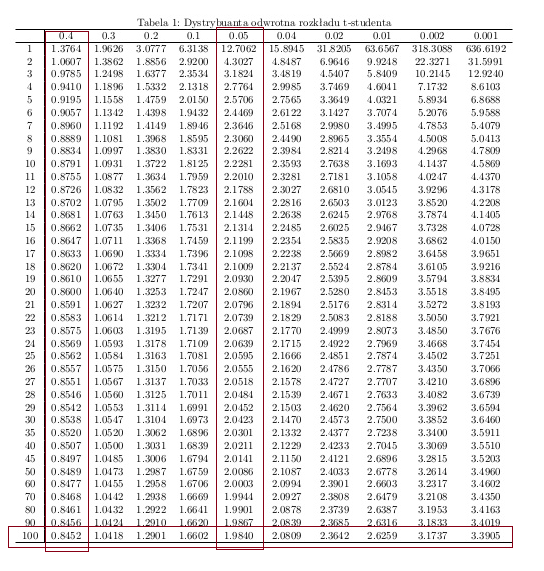 Tabela 1: Dystrybuanta odwrotna rozkładu t-studenta
0.4 0.3 0.2 0.1 0.05 0.04 0.02 0.01 0.002 0.001
1 1.3764 1.9626 3.0777 6.3138 12.7062 15.8945 31.8205 63.6567 318.3088 636.6192
2 1.0607 1.3862 1.8856 2.9200 4.3027 4.8487 6.9646 9.9248 22.3271 31.5991
3 0.9785 1.2498 1.6377 2.3534 3.1824 3.4819 4.5407 5.8409 10.2145 12.9240
4 0.9410 1.1896 1.5332 2.1318 2.7764 2.9985 3.7469 4.6041 7.1732 8.6103
5 0.9195 1.1558 1.4759 2.0150 2.5706 2.7565 3.3649 4.0321 5.8934 6.8688
6 0.9057 1.1342 1.4398 1.9432 2.4469 2.6122 3.1427 3.7074 5.2076 5.9588
7 0.8960 1.1192 1.4149 1.8946 2.3646 2.5168 2.9980 3.4995 4.7853 5.4079
8 0.8889 1.1081 1.3968 1.8595 2.3060 2.4490 2.8965 3.3554 4.5008 5.0413
9 0.8834 1.0997 1.3830 1.8331 2.2622 2.3984 2.8214 3.2498 4.2968 4.7809
10 0.8791 1.0931 1.3722 1.8125 2.2281 2.3593 2.7638 3.1693 4.1437 4.5869
11 0.8755 1.0877 1.3634 1.7959 2.2010 2.3281 2.7181 3.1058 4.0247 4.4370
12 0.8726 1.0832 1.3562 1.7823 2.1788 2.3027 2.6810 3.0545 3.9296 4.3178
13 0.8702 1.0795 1.3502 1.7709 2.1604 2.2816 2.6503 3.0123 3.8520 4.2208
14 0.8681 1.0763 1.3450 1.7613 2.1448 2.2638 2.6245 2.9768 3.7874 4.1405
15 0.8662 1.0735 1.3406 1.7531 2.1314 2.2485 2.6025 2.9467 3.7328 4.0728
16 0.8647 1.0711 1.3368 1.7459 2.1199 2.2354 2.5835 2.9208 3.6862 4.0150
17 0.8633 1.0690 1.3334 1.7396 2.1098 2.2238 2.5669 2.8982 3.6458 3.9651
18 0.8620 1.0672 1.3304 1.7341 2.1009 2.2137 2.5524 2.8784 3.6105 3.9216
19 0.8610 1.0655 1.3277 1.7291 2.0930 2.2047 2.5395 2.8609 3.5794 3.8834
20 0.8600 1.0640 1.3253 1.7247 2.0860 2.1967 2.5280 2.8453 3.5518 3.8495
21 0.8591 1.0627 1.3232 1.7207 2.0796 2.1894 2.5176 2.8314 3.5272 3.8193
22 0.8583 1.0614 1.3212 1.7171 2.0739 2.1829 2.5083 2.8188 3.5050 3.7921
23 0.8575 1.0603 1.3195 1.7139 2.0687 2.1770 2.4999 2.8073 3.4850 3.7676
24 0.8569 1.0593 1.3178 1.7109 2.0639 2.1715 2.4922 2.7969 3.4668 3.7454
25 0.8562 1.0584 1.3163 1.7081 2.0595 2.1666 2.4851 2.7874 3.4502 3.7251
26 0.8557 1.0575 1.3150 1.7056 2.0555 2.1620 2.4786 2.7787 3.4350 3.7066
27 0.8551 1.0567 1.3137 1.7033 2.0518 2.1578 2.4727 2.7707 3.4210 3.6896
28 0.8546 1.0560 1.3125 1.7011 2.0484 2.1539 2.4671 2.7633 3.4082 3.6739
29 0.8542 1.0553 1.3114 1.6991 2.0452 2.1503 2.4620 2.7564 3.3962 3.6594
30 0.8538 1.0547 1.3104 1.6973 2.0423 2.1470 2.4573 2.7500 3.3852 3.6460
35 0.8520 1.0520 1.3062 1.6896 2.0301 2.1332 2.4377 2.7238 3.3400 3.5911
40 0.8507 1.0500 1.3031 1.6839 2.0211 2.1229 2.4233 2.7045 3.3069 3.5510
45 0.8497 1.0485 1.3006 1.6794 2.0141 2.1150 2.4121 2.6896 3.2815 3.5203
50 0.8489 1.0473 1.2987 1.6759 2.0086 2.1087 2.4033 2.6778 3.2614 3.4960
60 0.8477 1.0455 1.2958 1.6706 2.0003 2.0994 2.3901 2.6603 3.2317 3.4602
70 0.8468 1.0442 1.2938 1.6669 1.9944 2.0927 2.3808 2.6479 3.2108 3.4350
80 0.8461 1.0432 1.2922 1.6641 1.9901 2.0878 2.3739 2.6387 3.1953 3.4163
90 0.8456 1.0424 1.2910 1.6620 1.9867 2.0839 2.3685 2.6316 3.1833 3.4019
100 0.8452 1.0418 1.2901 1.6602 1.9840 2.0809 2.3642 2.6259 3.1737 3.3905